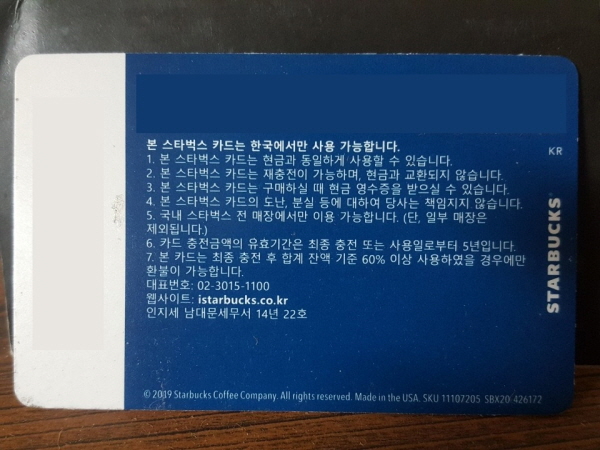 본 스타벅스 카드는 한국에서만 사용 가능합니다.
1. 본 스타벅스 카드는 현금과 동일하게 사용할 수 있습니다.
2. 본 스타벅스 카드는 재충전이 가능하며, 현금과 교환되지 않습니다.
3. 본 스타벅스 카드는 구매하실 때 현금 영수증을 받으실 수 있습니다.
4. 본 스타벅스 카드의 도난, 분실 등에 대하여 당사는 책임지지 않습니다.
5. 국내 스타벅스 전 매장에서만 이용 가능합니다. (단, 일부 매장은
제외됩니다.)
6. 카드 충전금액의 유효기간은 최종 충전 또는 사용일로부터 5년입니다.
7. 본 카드는 최종 충전 후 합계 잔액 기준 60% 이상 사용하였을 경우에만
환불이 가능합니다.
대표번호: 02-3015-1100
웹사이트: istarbucks.co.kr
인지세 남대문세무서 14년 22호
KR
STARBUCKS
© 2019 Starbucks Coffee Company. All rights reserved. Made in the USA. SKU 11107205 SBX20 426172